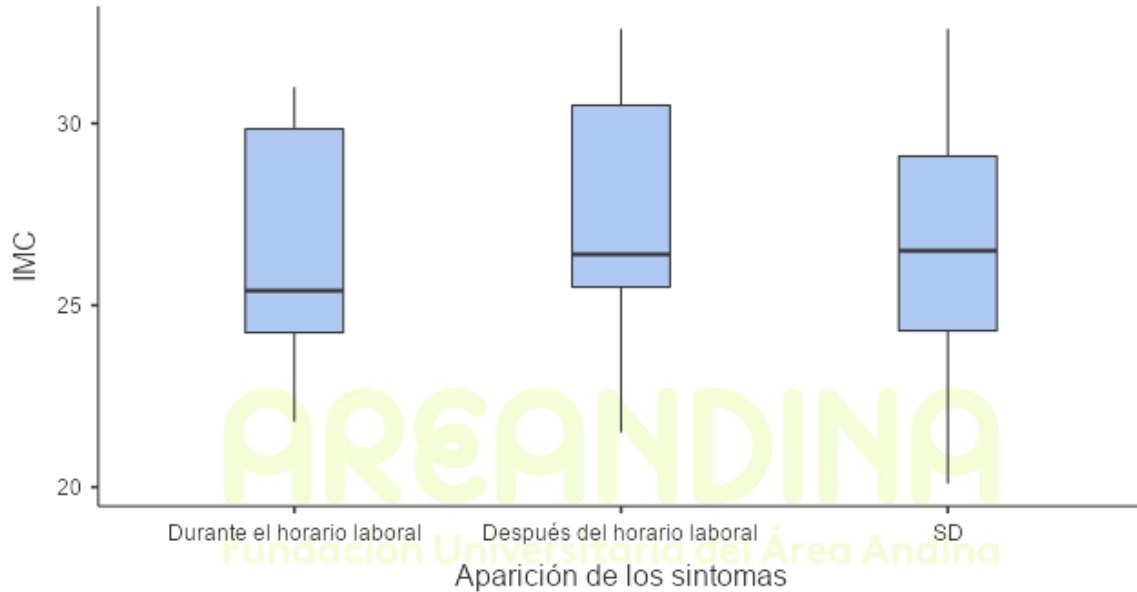 30
IMC
25
20
AREANDINA
Durante el horario laboral
Después del horario laboral
SD
Fundación Universitaria del Área Andina
Aparición de los sintomas